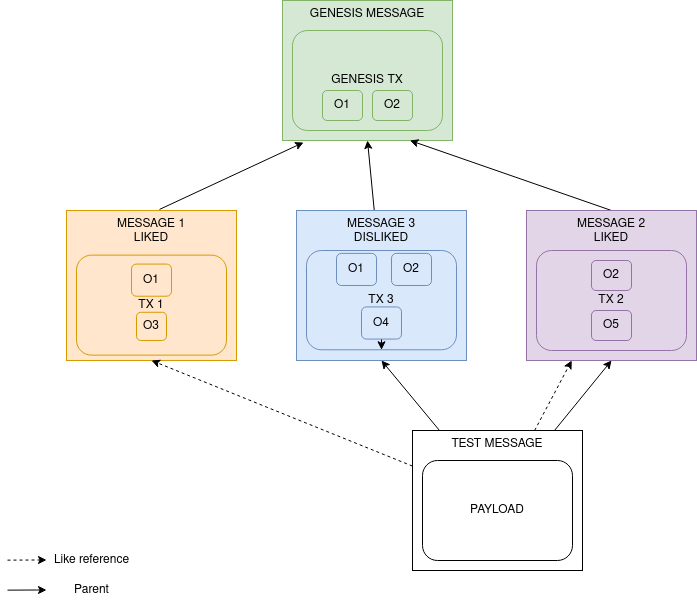 GENESIS MESSAGE
GENESIS TX
O1
O2
MESSAGE 1
LIKED
O1
TX 1
O3
MESSAGE 3
DISLIKED
O1
O2
TX 3
O4
MESSAGE 2
LIKED
O2
TX 2
O5
TEST MESSAGE
PAYLOAD
Like reference
Parent